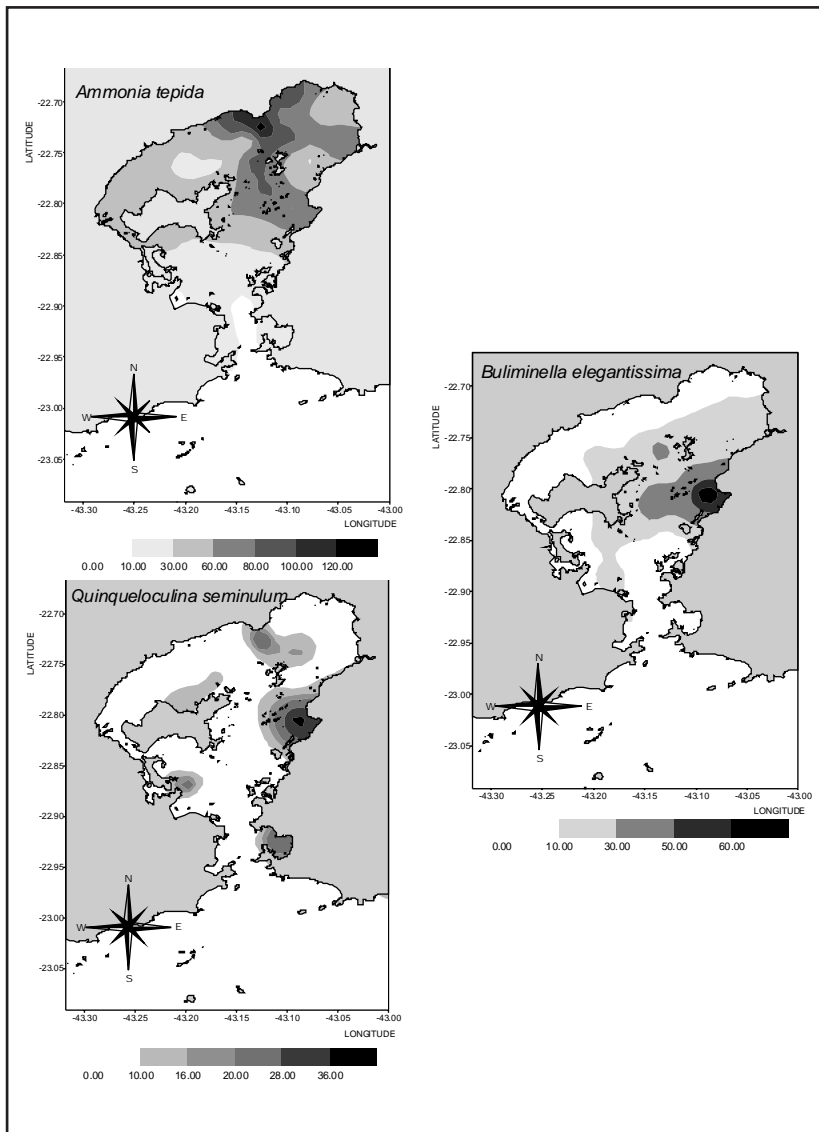 Ammonia tepida
LATITUDE
-22.70
-22.75
-22.80
-22.85
-22.90
-22.95
-23.00
-23.05
N
W
E
S
-43.30 -43.25 -43.20 -43.15 -43.10 -43.05 -43.00
LONGITUDE
0.00 10.00 30.00 60.00 80.00 100.00 120.00
Buliminella elegantissima
LATITUDE
-22.70
-22.75
-22.80
-22.85
-22.90
-22.95
-23.00
-23.05
N
W
E
S
-43.30 -43.25 -43.20 -43.15 -43.10 -43.05 -43.00
LONGITUDE
0.00 10.00 30.00 50.00 60.00
Quinqueloculina seminulum
LATITUDE
-22.70
-22.75
-22.80
-22.85
-22.90
-22.95
-23.00
-23.05
N
W
E
S
-43.30 -43.25 -43.20 -43.15 -43.10 -43.05 -43.00
LONGITUDE
0.00 10.00 16.00 20.00 28.00 36.00